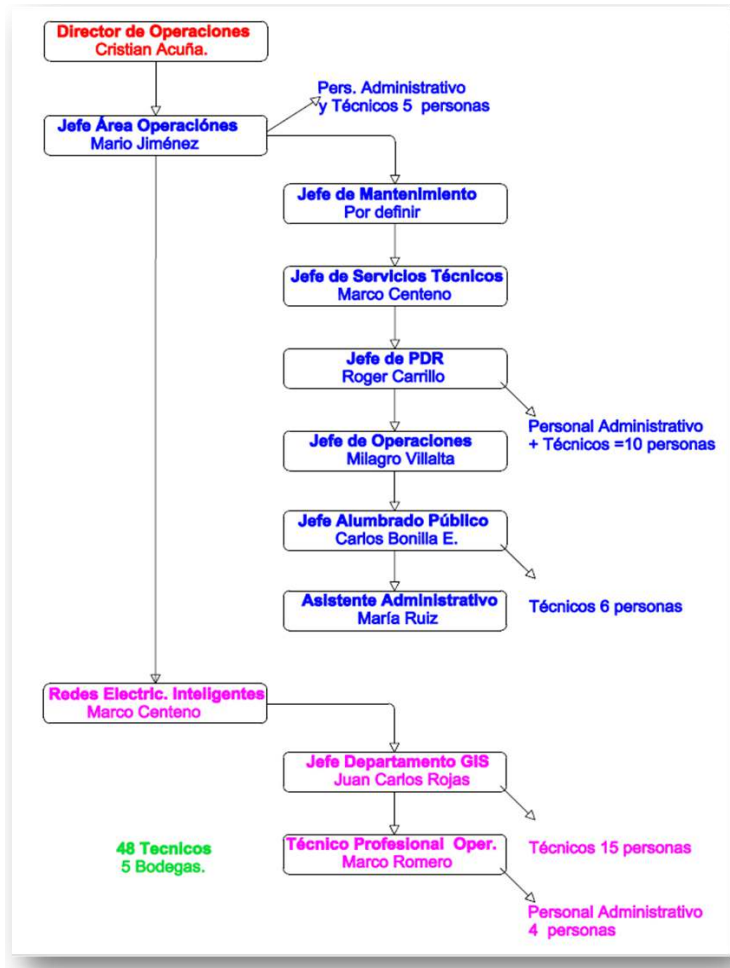 Director de Operaciones
Cristian Acuña.
Pers. Administrativo
y Técnicos 5 personas
Jefe Área Operaciónes
Mario Jiménez
Jefe de Mantenimiento
Por definir
Jefe de Servicios Técnicos
Marco Centeno
Jefe de PDR
Roger Carrillo
Personal Administrativo
+ Técnicos =10 personas
Jefe de Operaciones
Milagro Villalta
Jefe Alumbrado Público
Carlos Bonilla E.
Técnicos 6 personas
Asistente Administrativo
María Ruiz
Redes Electric. Inteligentes
Marco Centeno
Jefe Departamento GIS
Juan Carlos Rojas
Técnicos 15 personas
48 Tecnicos
5 Bodegas.
Técnico Profesional Oper.
Marco Romero
Personal Administrativo
4 personas